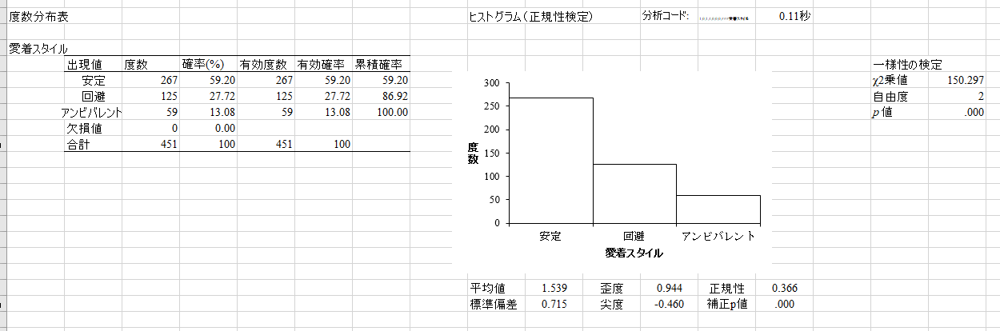 度数分布表 ヒストグラム(正規性検定) 分析コード: 0.11秒
愛着スタイル
出現値 度数 確率(%) 有効度数 有効確率 累積確率
安定 267 59.20 267 59.20 59.20
回避 125 27.72 125 27.72 86.92
アンビバレント 59 13.08 59 13.08 100.00
欠損値 0 0.00
合計 451 100 451 100
300
250
200
150
100
50
0
度数
安定 回避 アンビバレント
愛着スタイル
平均値 1.539 歪度 0.944 正規性 0.366
標準偏差 0.715 尖度 -0.460 補正p値 .000
一様性の検定
χ2乗値 150.297
自由度 2
p 値 .000